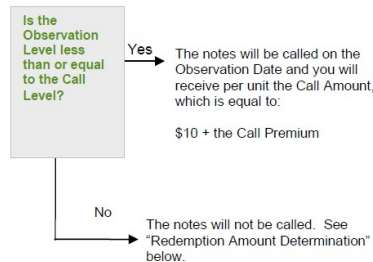 Is the
Observation
Level less
than or equal
to the Call
Level?
Yes
The notes will be called on the
Observation Date and you will
receive per unit the Call Amount,
which is equal to:
$10 + the Call Premium
No
The notes will not be called.  See
“Redemption Amount Determination”
below.